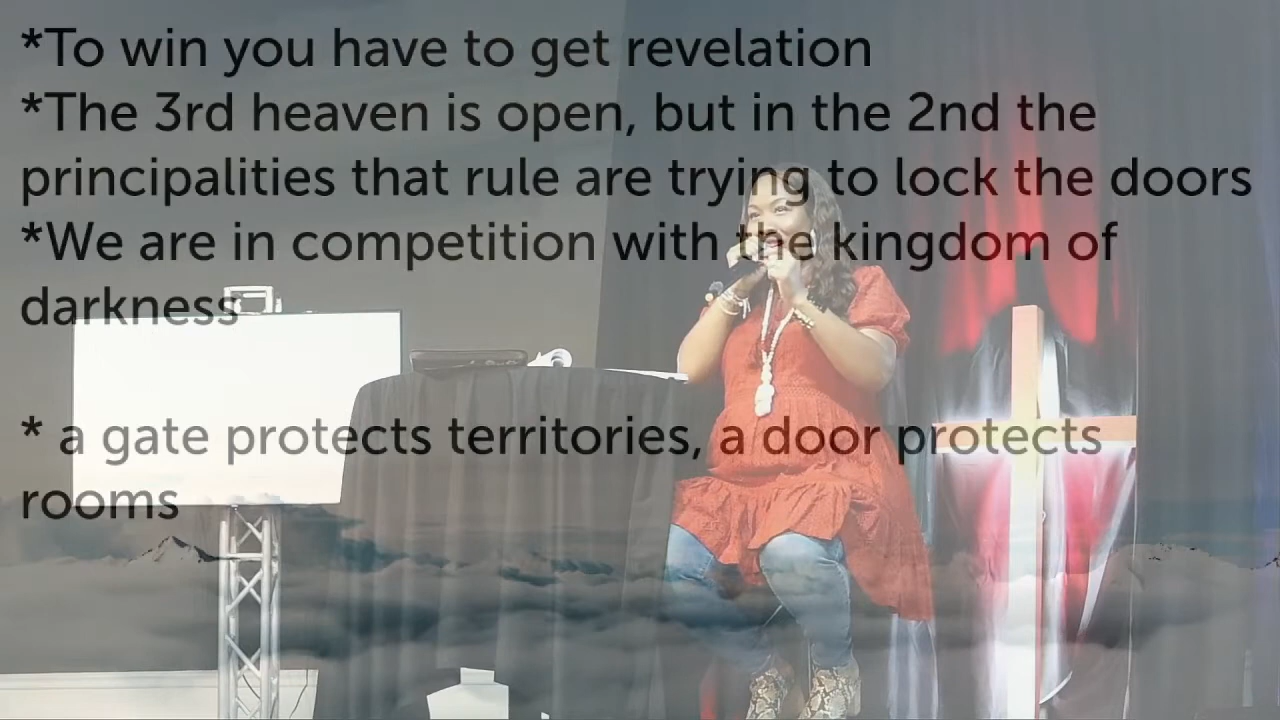 *To win you have to get revelation
*The 3rd heaven is open, but in the 2nd the
principalities that rule are trying to lock the doors
*We are in competition with the kingdom of
darkness
* a gate protects territories, a door protects
rooms